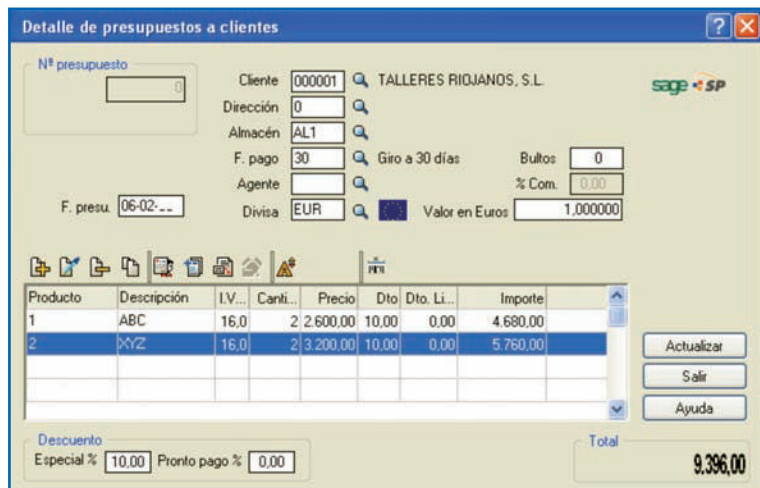 Detalle de presupuestos a clientes
Nº presupuesto
0
Cliente 000001 TALLERES RIOJANOS, S.L.
sage SP
Dirección 0
Almacén AL1
F. pago 30 Giro a 30 días Bultos 0
Agente % Com. 0,00
F. presu. 06-02-__ Divisa EUR Valor en Euros 1,000000
Producto Descripción I.V... Canti... Precio Dto Dto. Li... Importe
1 ABC 16,0 2 2.600,00 10,00 0,00 4.680,00
2 XYZ 16,0 2 3.200,00 10,00 0,00 5.760,00
Actualizar
Salir
Ayuda
Descuento
Especial % 10,00 Pronto pago % 0,00
Total
9.396,00